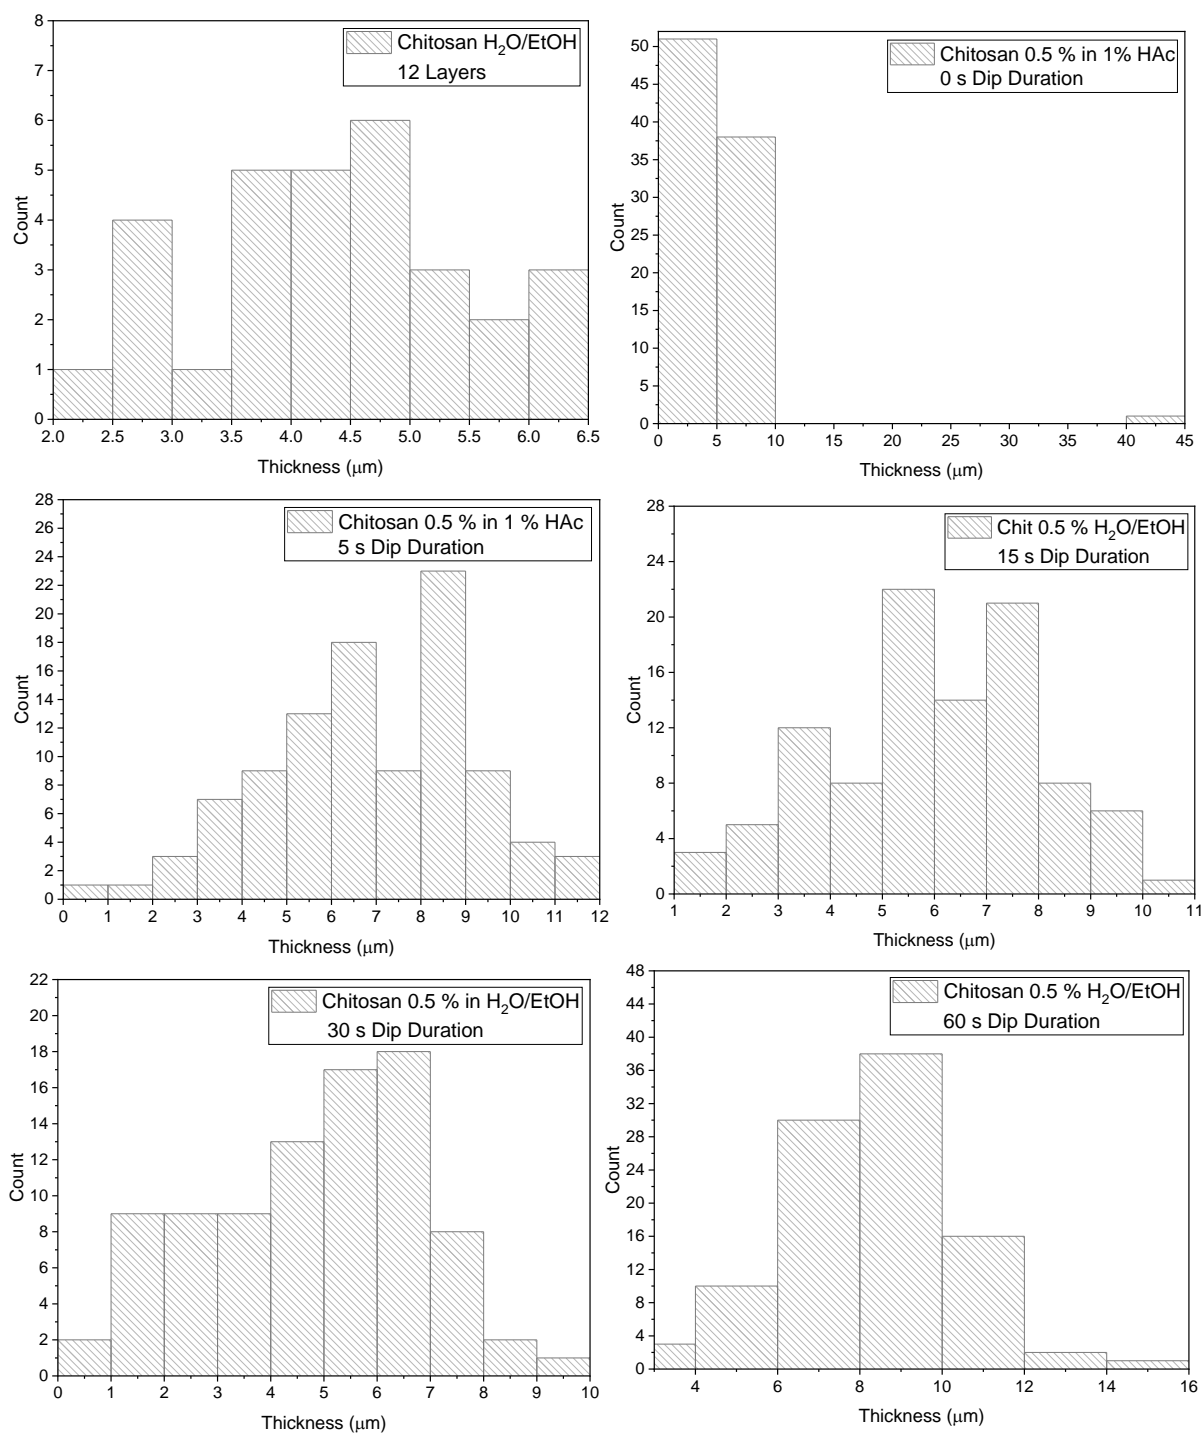 8
7
6
5
4
3
2
1
0
Count
2.0 2.5 3.0 3.5 4.0 4.5 5.0 5.5 6.0 6.5
Thickness (μm)
Chitosan H₂O/EtOH
12 Layers
50
45
40
35
30
25
20
15
10
5
0
Count
0 5 10 15 20 25 30 35 40 45
Thickness (μm)
Chitosan 0.5 % in 1% HAc
0 s Dip Duration
28
26
24
22
20
18
16
14
12
10
8
6
4
2
0
Count
0 1 2 3 4 5 6 7 8 9 10 11 12
Thickness (μm)
Chitosan 0.5 % in 1 % HAc
5 s Dip Duration
28
24
20
16
12
8
4
0
Count
1 2 3 4 5 6 7 8 9 10 11
Thickness (μm)
Chit 0.5 % H₂O/EtOH
15 s Dip Duration
22
20
18
16
14
12
10
8
6
4
2
0
Count
0 1 2 3 4 5 6 7 8 9 10
Thickness (μm)
Chitosan 0.5 % in H₂O/EtOH
30 s Dip Duration
48
44
40
36
32
28
24
20
16
12
8
4
0
Count
4 6 8 10 12 14 16
Thickness (μm)
Chitosan 0.5 % H₂O/EtOH
60 s Dip Duration